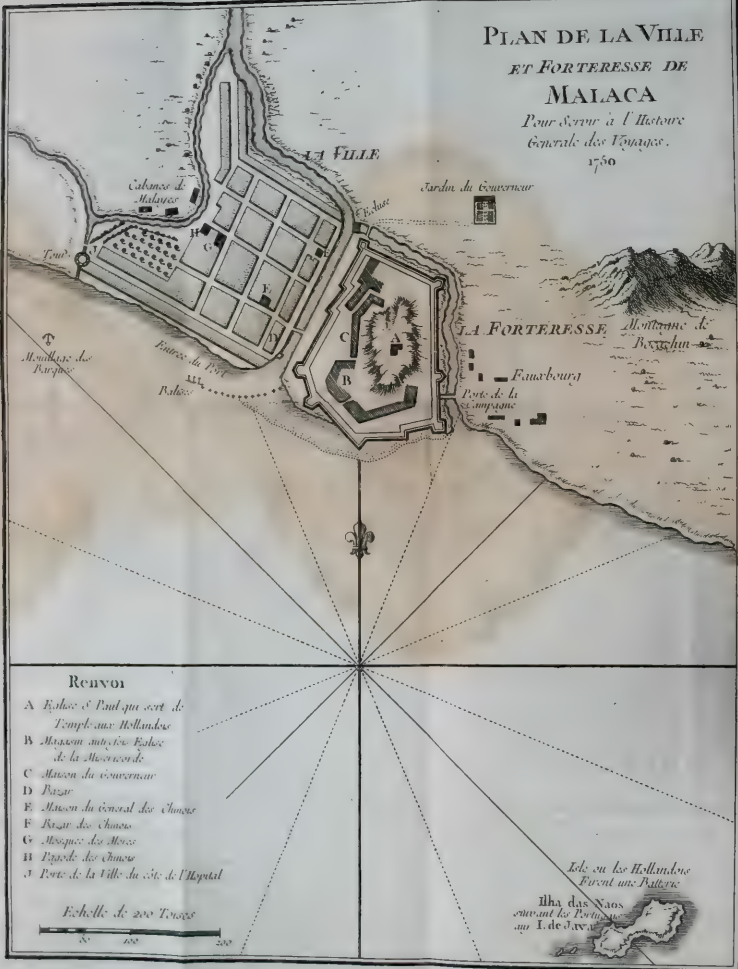 PLAN DE LA VILLE
ET FORTERESSE DE
MALACA
Pour Servir à l'Histoire
Generale des Voyages.
1750
LA VILLE
Cabanes de
Malayes
Jardin du Gouverneur
Ecluse
H
G
J
Tour
E
F
D
Entrée du Port
Mouillage des
Barques
Balises
C
A
B
LA FORTERESSE
Montagne de
Fauxbourg
Porte de la
Campagne
Renvoi
A Eglise S Paul qui sert de
Temple aux Hollandois
B Magasin autrefois Eglise
de la Misericorde
C Maison du Gouverneur
D Bazar
E Maison du General des Chinois
F Bazar des Chinois
G Mosquée des Mores
H Pagode des Chinois
J Porte de la Ville du côté de l'Hopital
Echelle de 200 Toises
50 100 200
Isle ou les Hollandois
Firent une Batterie
Ilha das Naos
suivant les Portugais
au I. de Java